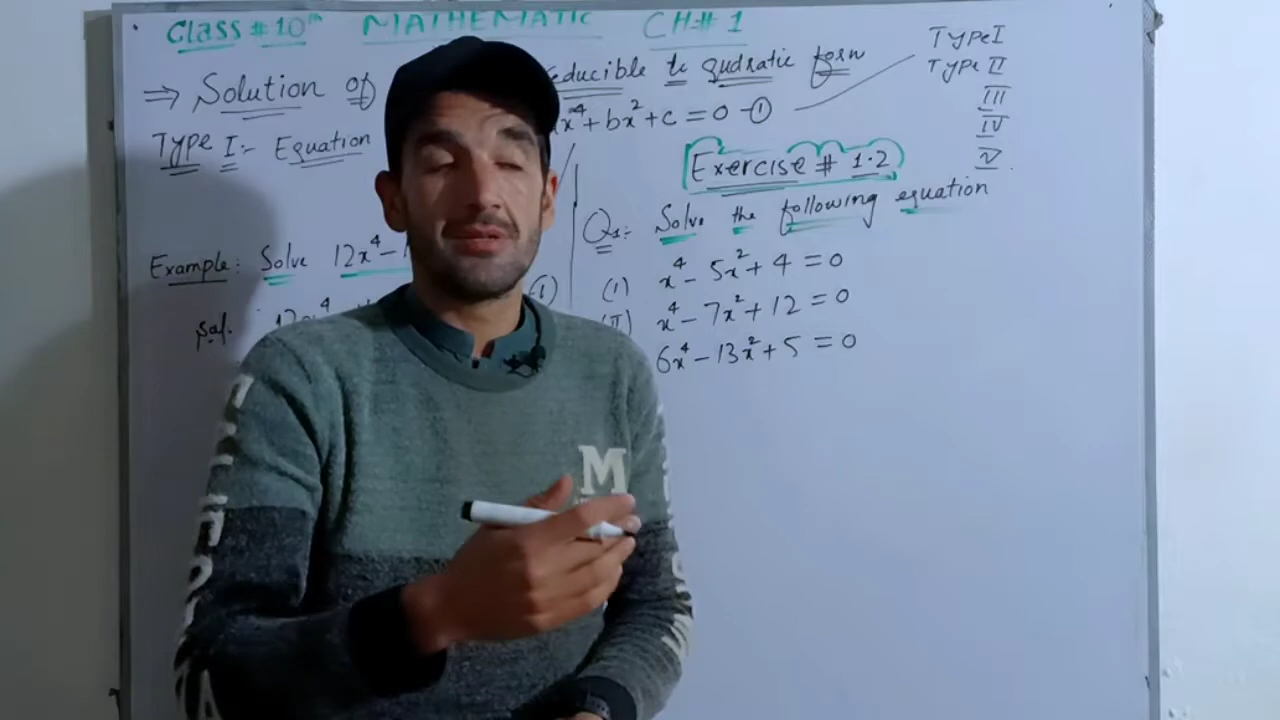 Class # 10th MATHEMATIC CH# 1
⇒ Solution of educible to qudratic form
Type I:- Equation x⁴+bx²+c=0 -①
Type I
Type II
III
IV
V
Exercise # 1.2
Q1: Solve the following equation
Example: Solve 12x⁴-
Sol.
①
(I) x⁴-5x²+4=0
(II) x⁴-7x²+12=0
6x⁴-13x²+5=0
M